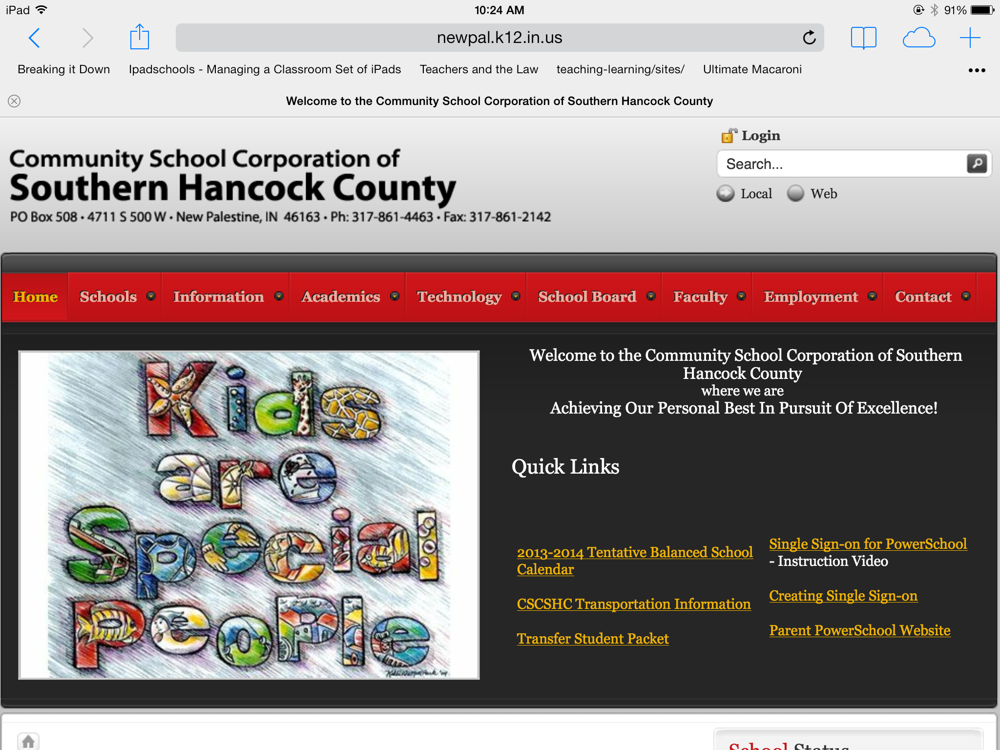 iPad
10:24 AM
91%
newpal.k12.in.us
Breaking it Down
Ipadschools - Managing a Classroom Set of iPads
Teachers and the Law
teaching-learning/sites/
Ultimate Macaroni
Welcome to the Community School Corporation of Southern Hancock County
Community School Corporation of
Southern Hancock County
PO Box 508 • 4711 S 500 W • New Palestine, IN 46163 • Ph: 317-861-4463 • Fax: 317-861-2142
Login
Search...
Local
Web
Home
Schools
Information
Academics
Technology
School Board
Faculty
Employment
Contact
Kids
are
Special
People
Welcome to the Community School Corporation of Southern
Hancock County
where we are
Achieving Our Personal Best In Pursuit Of Excellence!
Quick Links
2013-2014 Tentative Balanced School
Calendar
CSCSHC Transportation Information
Transfer Student Packet
Single Sign-on for PowerSchool
- Instruction Video
Creating Single Sign-on
Parent PowerSchool Website
School Status